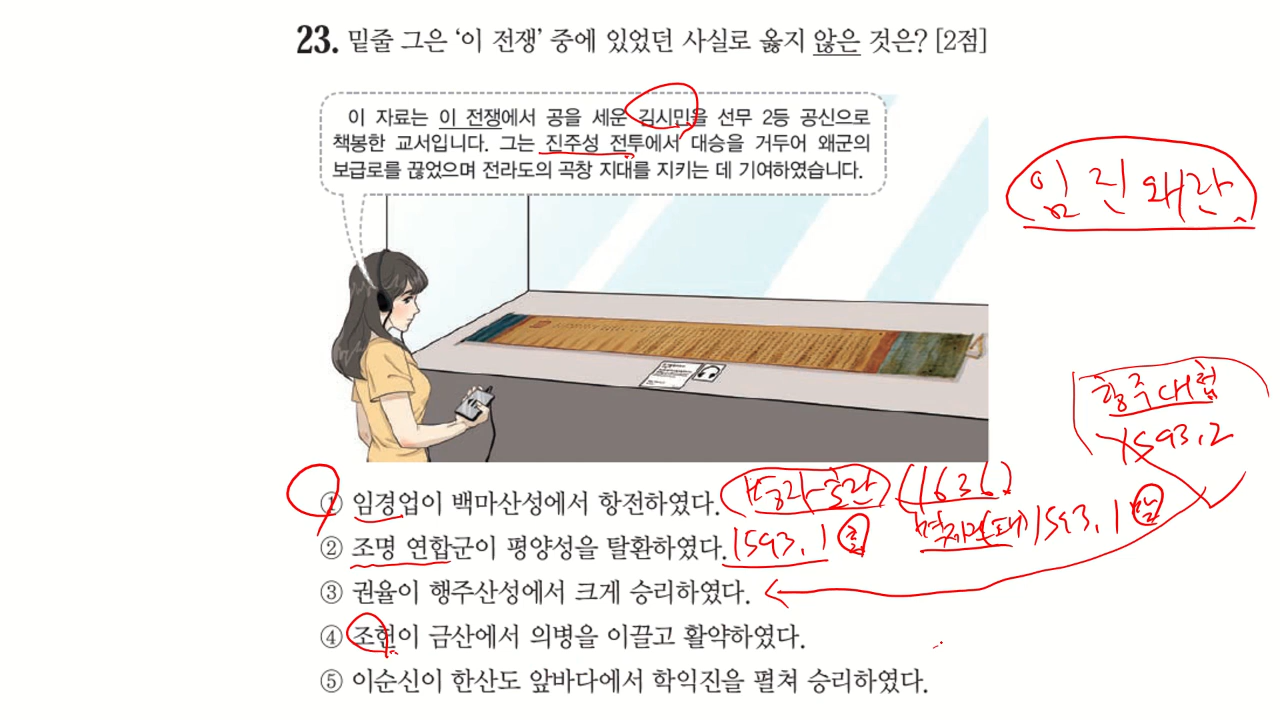 23. 밑줄 그은 ‘이 전쟁’ 중에 있었던 사실로 옳지 않은 것은? [2점]
이 자료는 이 전쟁에서 공을 세운 김시민을 선무 2등 공신으로
책봉한 교서입니다. 그는 진주성 전투에서 대승을 거두어 왜군의
보급로를 끊었으며 전라도의 곡창 지대를 지키는 데 기여하였습니다.
임진왜란
행주대첩
1593.2
① 임경업이 백마산성에서 항전하였다. 병자호란 (1636)
② 조명 연합군이 평양성을 탈환하였다. 1593.1 초 벽제관(패) 1593.1 말
③ 권율이 행주산성에서 크게 승리하였다.
④ 조헌이 금산에서 의병을 이끌고 활약하였다.
⑤ 이순신이 한산도 앞바다에서 학익진을 펼쳐 승리하였다.